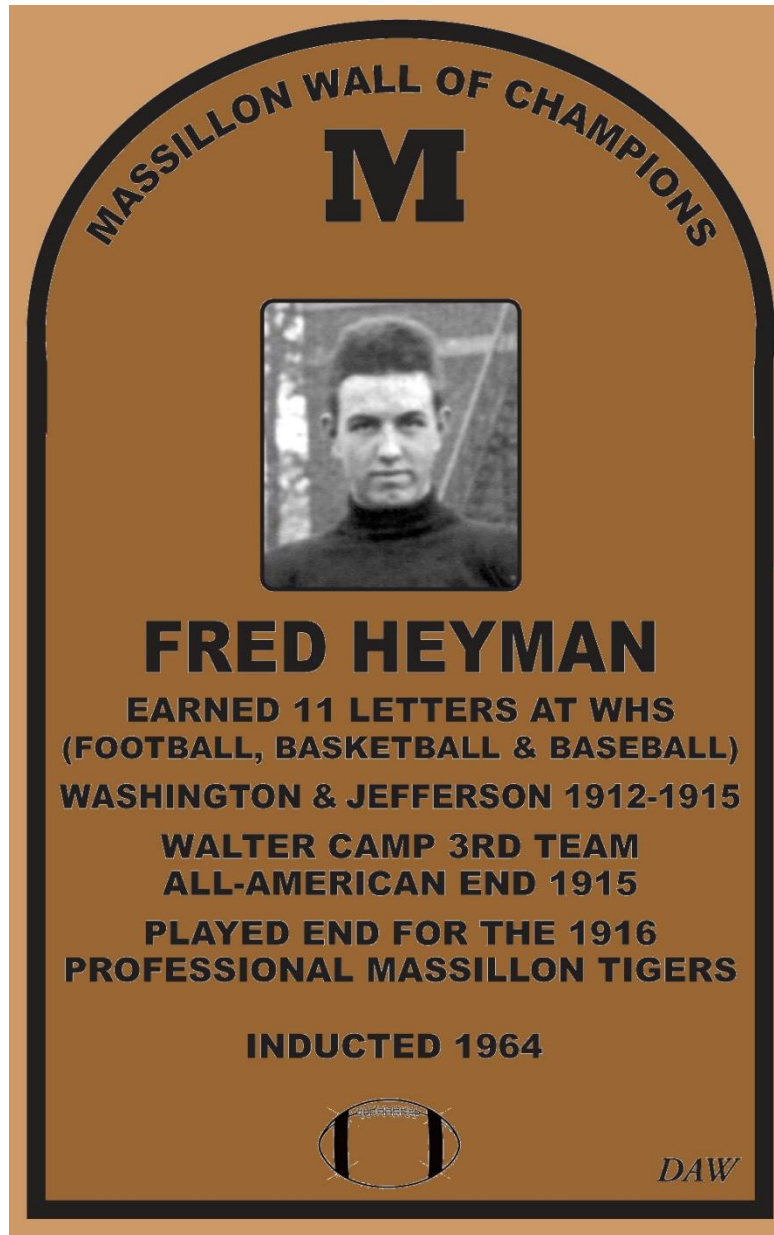 MASSILLON WALL OF CHAMPIONS
M
FRED HEYMAN
EARNED 11 LETTERS AT WHS
(FOOTBALL, BASKETBALL & BASEBALL)
WASHINGTON & JEFFERSON 1912-1915
WALTER CAMP 3RD TEAM
ALL-AMERICAN END 1915
PLAYED END FOR THE 1916
PROFESSIONAL MASSILLON TIGERS
INDUCTED 1964
DAW